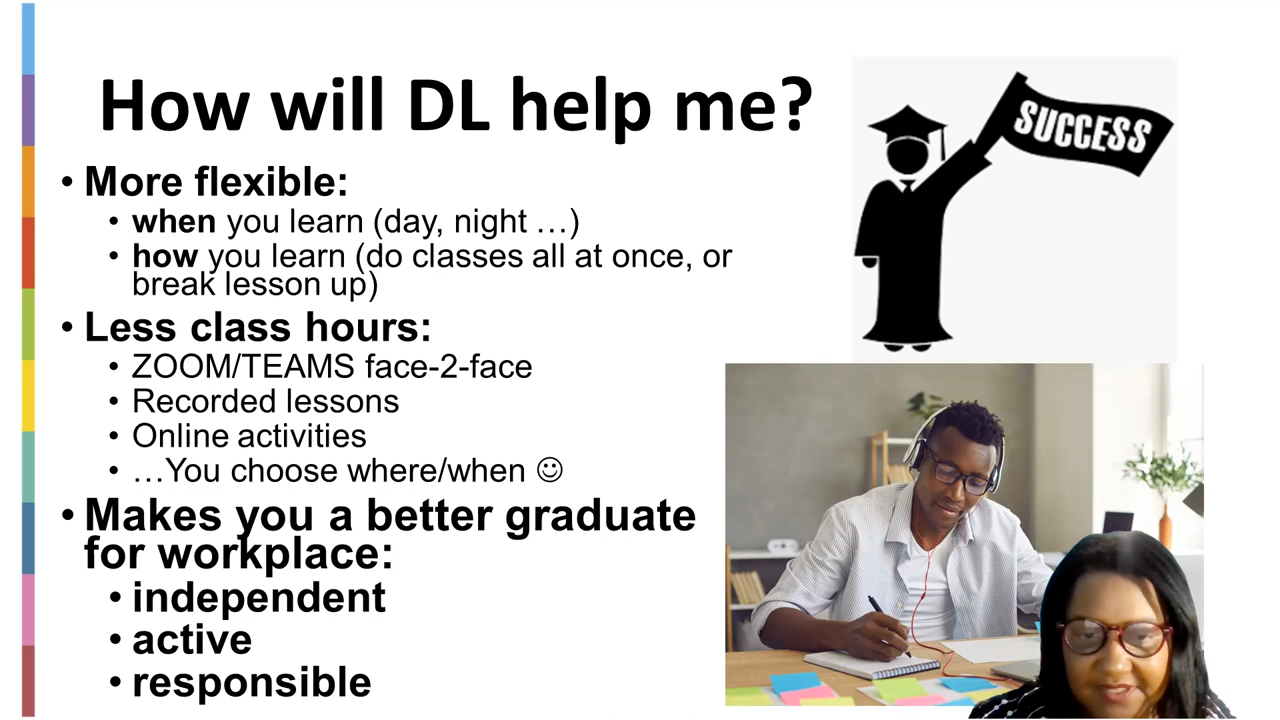 How will DL help me?
SUCCESS
• More flexible:
• when you learn (day, night …)
• how you learn (do classes all at once, or
break lesson up)
• Less class hours:
• ZOOM/TEAMS face-2-face
• Recorded lessons
• Online activities
• …You choose where/when ☺
• Makes you a better graduate
for workplace:
• independent
• active
• responsible